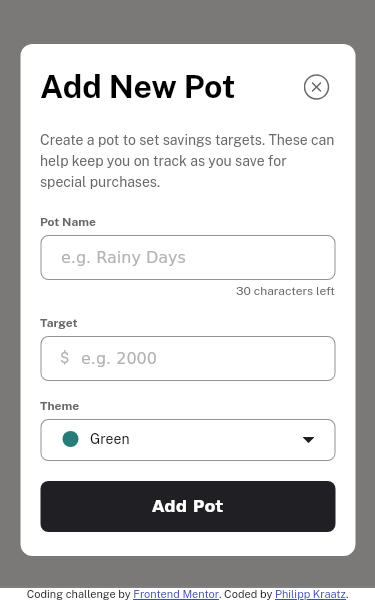 Add New Pot
Create a pot to set savings targets. These can
help keep you on track as you save for
special purchases.
Pot Name
e.g. Rainy Days
30 characters left
Target
$ e.g. 2000
Theme
Green
Add Pot
Coding challenge by Frontend Mentor. Coded by Philipp Kraatz.